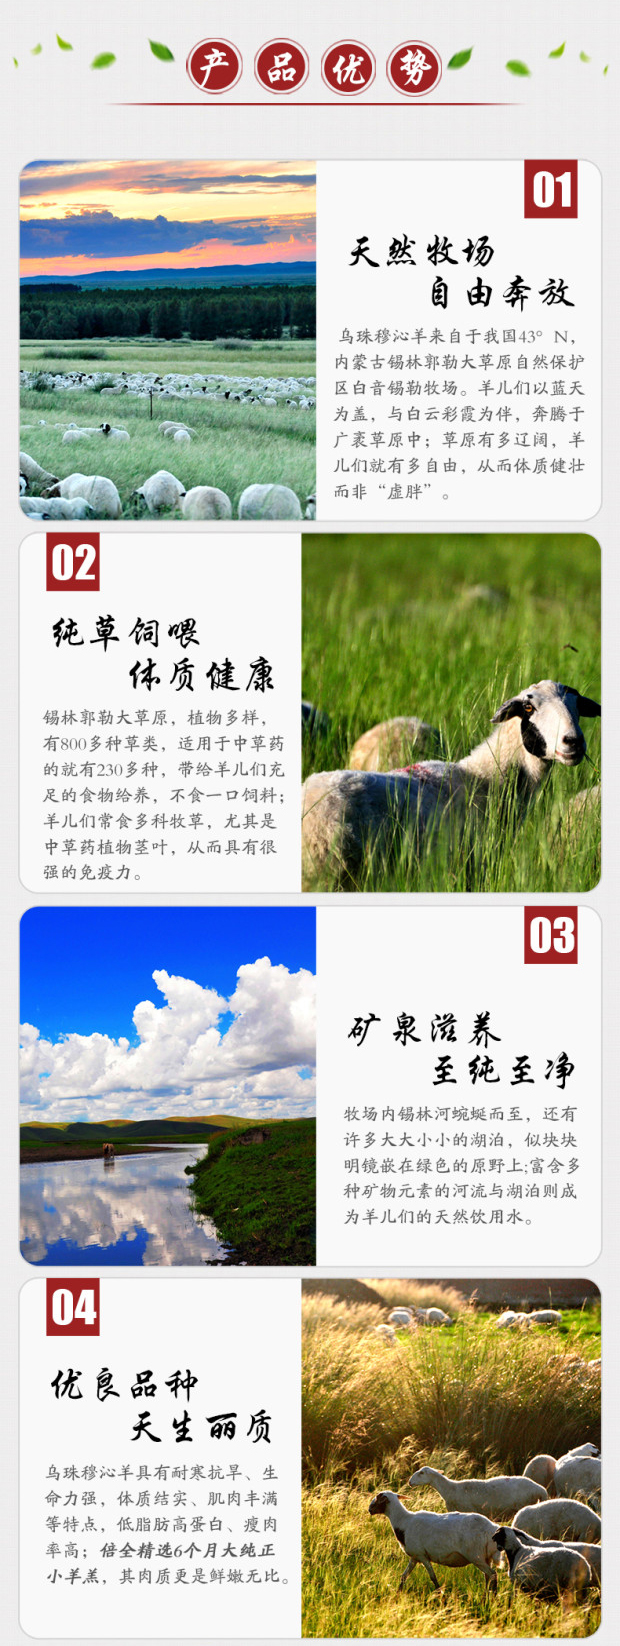 产品优势
01
天然牧场
自由奔放
乌珠穆沁羊来自于我国43° N，
内蒙古锡林郭勒大草原自然保护
区白音锡勒牧场。羊儿们以蓝天
为盖，与白云彩霞为伴，奔腾于
广袤草原中；草原有多辽阔，羊
儿们就有多自由，从而体质健壮
而非“虚胖”。
02
纯草饲喂
体质健康
锡林郭勒大草原，植物多样，
有800多种草类，适用于中草药
的就有230多种，带给羊儿们充
足的食物给养，不食一口饲料；
羊儿们常食多科牧草，尤其是
中草药植物茎叶，从而具有很
强的免疫力。
03
矿泉滋养
至纯至净
牧场内锡林河蜿蜒而至，还有
许多大大小小的湖泊，似块块
明镜嵌在绿色的原野上;富含多
种矿物元素的河流与湖泊则成
为羊儿们的天然饮用水。
04
优良品种
天生丽质
乌珠穆沁羊具有耐寒抗旱、生
命力强，体质结实、肌肉丰满
等特点，低脂肪高蛋白、瘦肉
率高；倍全精选6个月大纯正
小羊羔，其肉质更是鲜嫩无比。